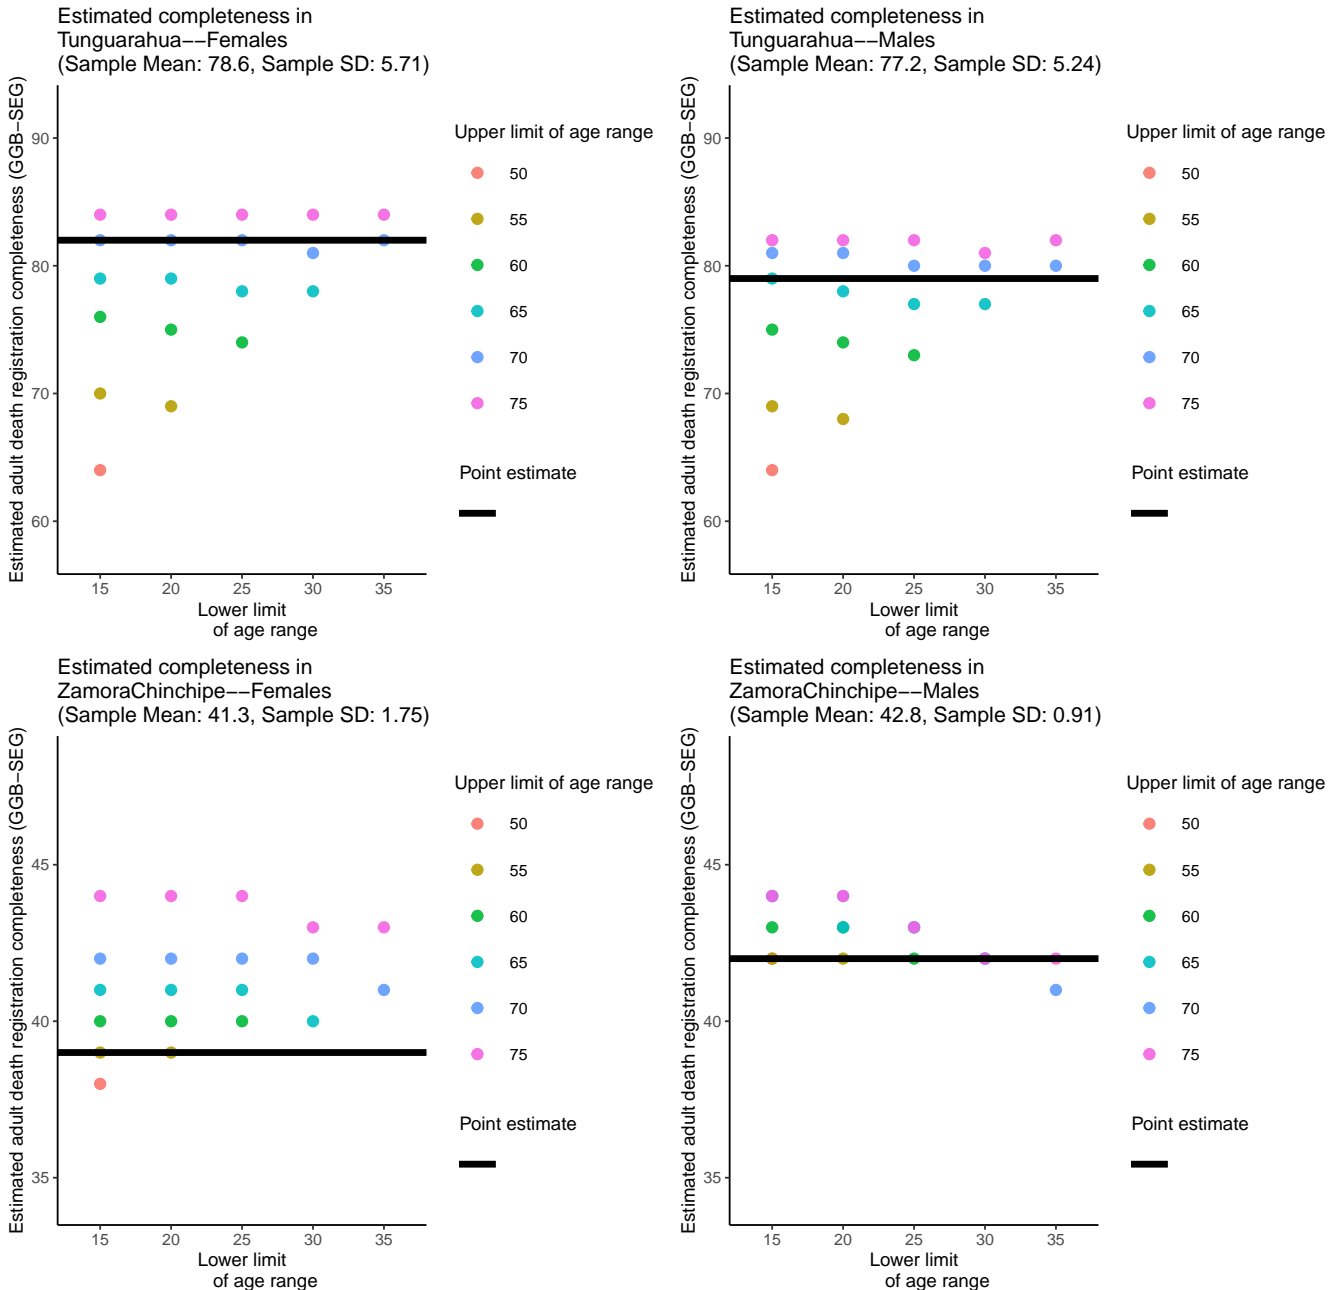 Estimated completeness in
Tunguarahua−−Females
(Sample Mean: 78.6, Sample SD: 5.71)
Estimated adult death registration completeness (GGB−SEG)
90
80
70
60
15 20 25 30 35
Lower limit
of age range
Upper limit of age range
50
55
60
65
70
75
Point estimate
Estimated completeness in
Tunguarahua−−Males
(Sample Mean: 77.2, Sample SD: 5.24)
Estimated adult death registration completeness (GGB−SEG)
90
80
70
60
15 20 25 30 35
Lower limit
of age range
Upper limit of age range
50
55
60
65
70
75
Point estimate
Estimated completeness in
ZamoraChinchipe−−Females
(Sample Mean: 41.3, Sample SD: 1.75)
Estimated adult death registration completeness (GGB−SEG)
45
40
35
15 20 25 30 35
Lower limit
of age range
Upper limit of age range
50
55
60
65
70
75
Point estimate
Estimated completeness in
ZamoraChinchipe−−Males
(Sample Mean: 42.8, Sample SD: 0.91)
Estimated adult death registration completeness (GGB−SEG)
45
40
35
15 20 25 30 35
Lower limit
of age range
Upper limit of age range
50
55
60
65
70
75
Point estimate